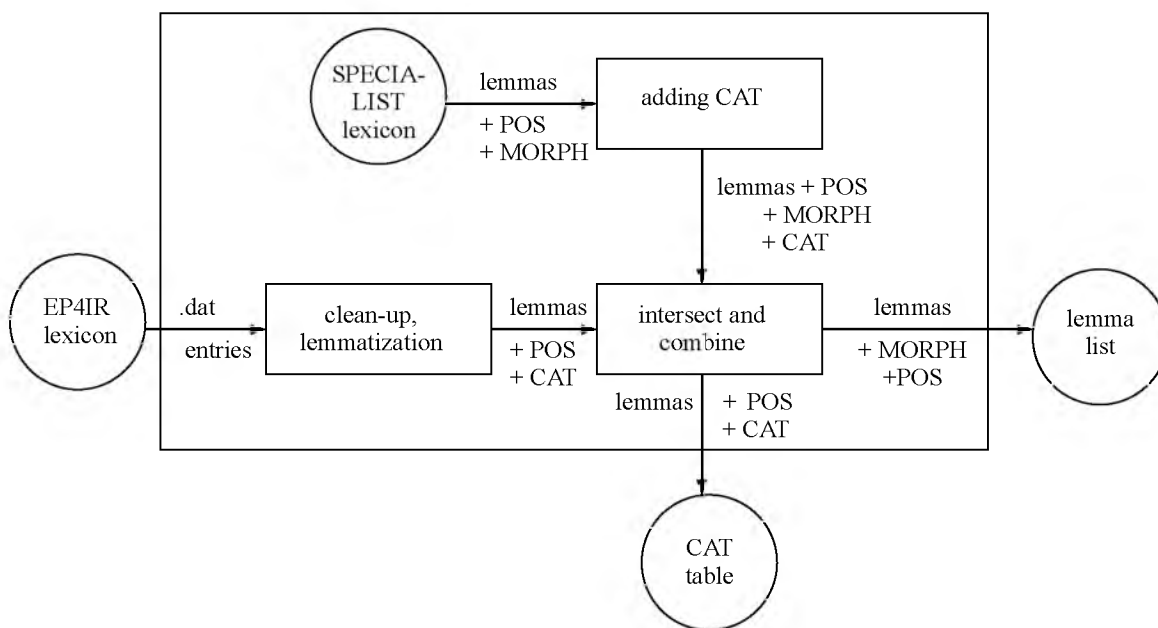 SPECIA-
LIST
lexicon
lemmas
+ POS
+ MORPH
adding CAT
lemmas + POS
+ MORPH
+ CAT
EP4IR
lexicon
.dat
entries
clean-up,
lemmatization
lemmas
+ POS
+ CAT
intersect and
combine
lemmas
+ MORPH
+POS
lemma
list
lemmas
+ POS
+ CAT
CAT
table